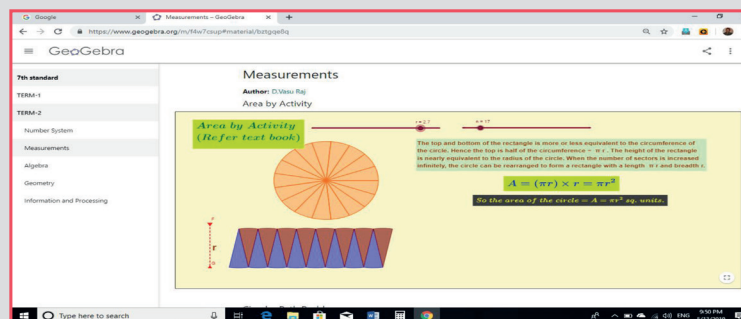 Google
Measurements – GeoGebra
https://www.geogebra.org/m/f4w7csup#material/bztgqe8q
GeoGebra
7th standard
TERM-1
TERM-2
Number System
Measurements
Algebra
Geometry
Information and Processing
Measurements
Author: D.Vasu Raj
Area by Activity
Area by Activity
(Refer text book)
The top and bottom of the rectangle is more or less equivalent to the circumference of
the circle. Hence the top is half of the circumference = π r . The height of the rectangle
is nearly equivalent to the radius of the circle. When the number of sectors is increased
infinitely, the circle can be rearranged to form a rectangle with a length π r and breadth r.
A = (πr) × r = πr²
So the area of the circle = A = πr² sq. units.
r
Type here to search
ENG
9:50 PM